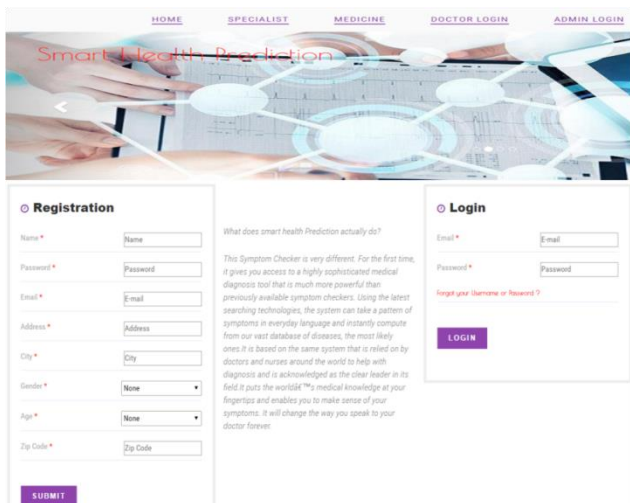 HOME SPECIALIST MEDICINE DOCTOR LOGIN ADMIN LOGIN
Smart Health Prediction
Registration
Name * Name
Password * Password
Email * E-mail
Address * Address
City * City
Gender * None
Age * None
Zip Code * Zip Code
SUBMIT
What does smart health Prediction actually do?
This Symptom Checker is very different. For the first time,
it gives you access to a highly sophisticated medical
diagnosis tool that is much more powerful than
previously available symptom checkers. Using the latest
searching technologies, the system can take a pattern of
symptoms in everyday language and instantly compute
from our vast database of diseases, the most likely
ones.It is based on the same system that is relied on by
doctors and nurses around the world to help with
diagnosis and is acknowledged as the clear leader in its
field.It puts the worldâ€™s medical knowledge at your
fingertips and enables you to make sense of your
symptoms. It will change the way you speak to your
doctor forever.
Login
Email * E-mail
Password * Password
Forgot your Username or Password ?
LOGIN